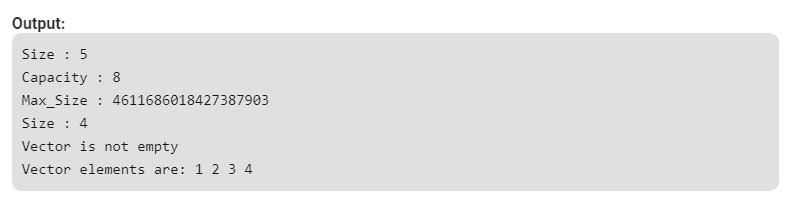 Output:
Size : 5
Capacity : 8
Max_Size : 4611686018427387903
Size : 4
Vector is not empty
Vector elements are: 1 2 3 4